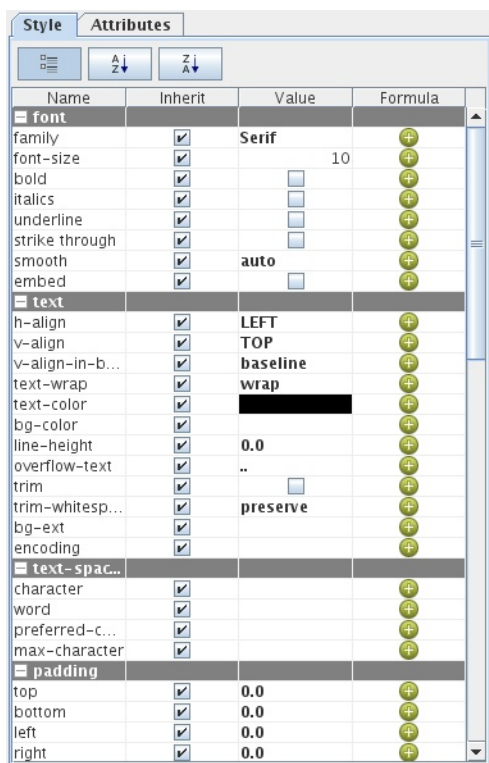 Style Attributes
A Z Z A
Name Inherit Value Formula
font
family Serif
font-size 10
bold
italics
underline
strike through
smooth auto
embed
text
h-align LEFT
v-align TOP
v-align-in-b... baseline
text-wrap wrap
text-color
bg-color
line-height 0.0
overflow-text ..
trim
trim-whitesp... preserve
bg-ext
encoding
text-spac...
character
word
preferred-c...
max-character
padding
top 0.0
bottom 0.0
left 0.0
right 0.0